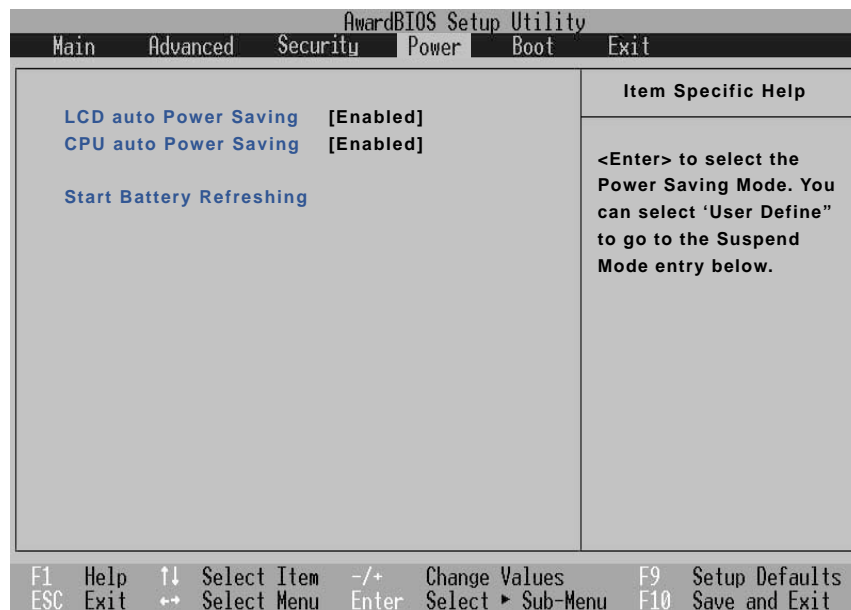 AwardBIOS Setup Utility
Main Advanced Security Power Boot Exit
LCD auto Power Saving [Enabled]
CPU auto Power Saving [Enabled]
Start Battery Refreshing
Item Specific Help
<Enter> to select the
Power Saving Mode. You
can select ‘User Define”
to go to the Suspend
Mode entry below.
F1 Help ↑↓ Select Item -/+ Change Values F9 Setup Defaults
ESC Exit ←→ Select Menu Enter Select ► Sub-Menu F10 Save and Exit